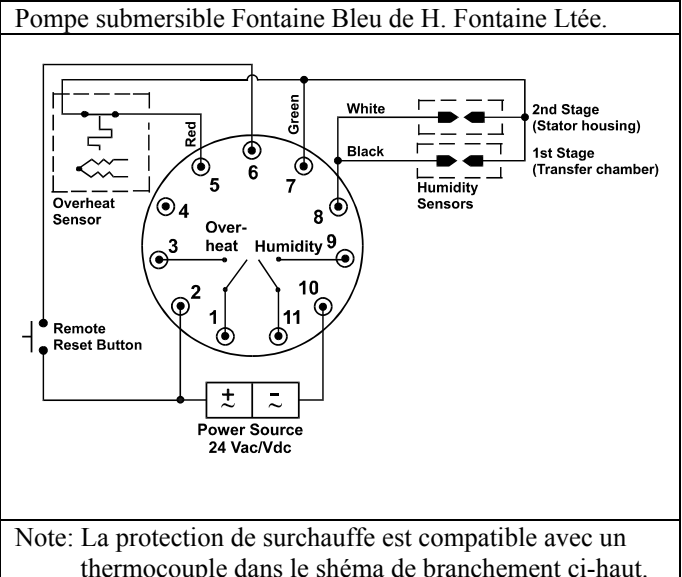 Pompe submersible Fontaine Bleu de H. Fontaine Ltée.
White
2nd Stage
(Stator housing)
Green
Red
Black
1st Stage
(Transfer chamber)
Humidity
Sensors
Overheat
Sensor
6
5
7
4
8
Over-
heat
Humidity
3
9
2
10
1
11
Remote
Reset Button
+
~
-
~
Power Source
24 Vac/Vdc
Note: La protection de surchauffe est compatible avec un
thermocouple dans le shéma de branchement ci-haut.